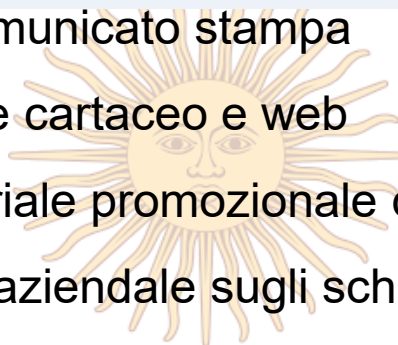 municato stampa
e cartaceo e web
riale promozionale
aziendale sugli sch